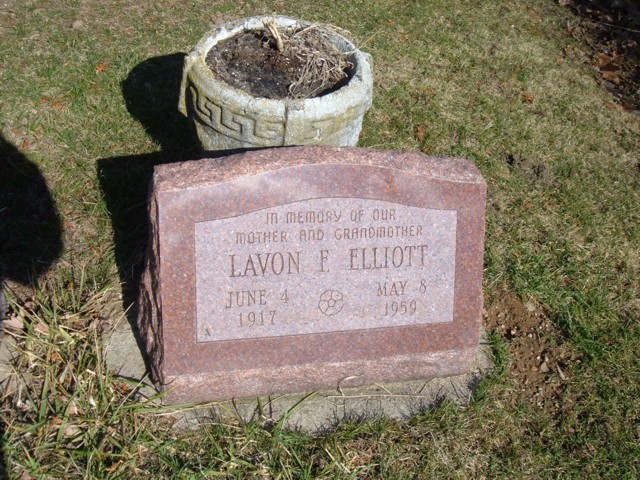 IN MEMORY OF OUR
MOTHER AND GRANDMOTHER
LAVON F. ELLIOTT
JUNE 4 MAY 8
1917 1959